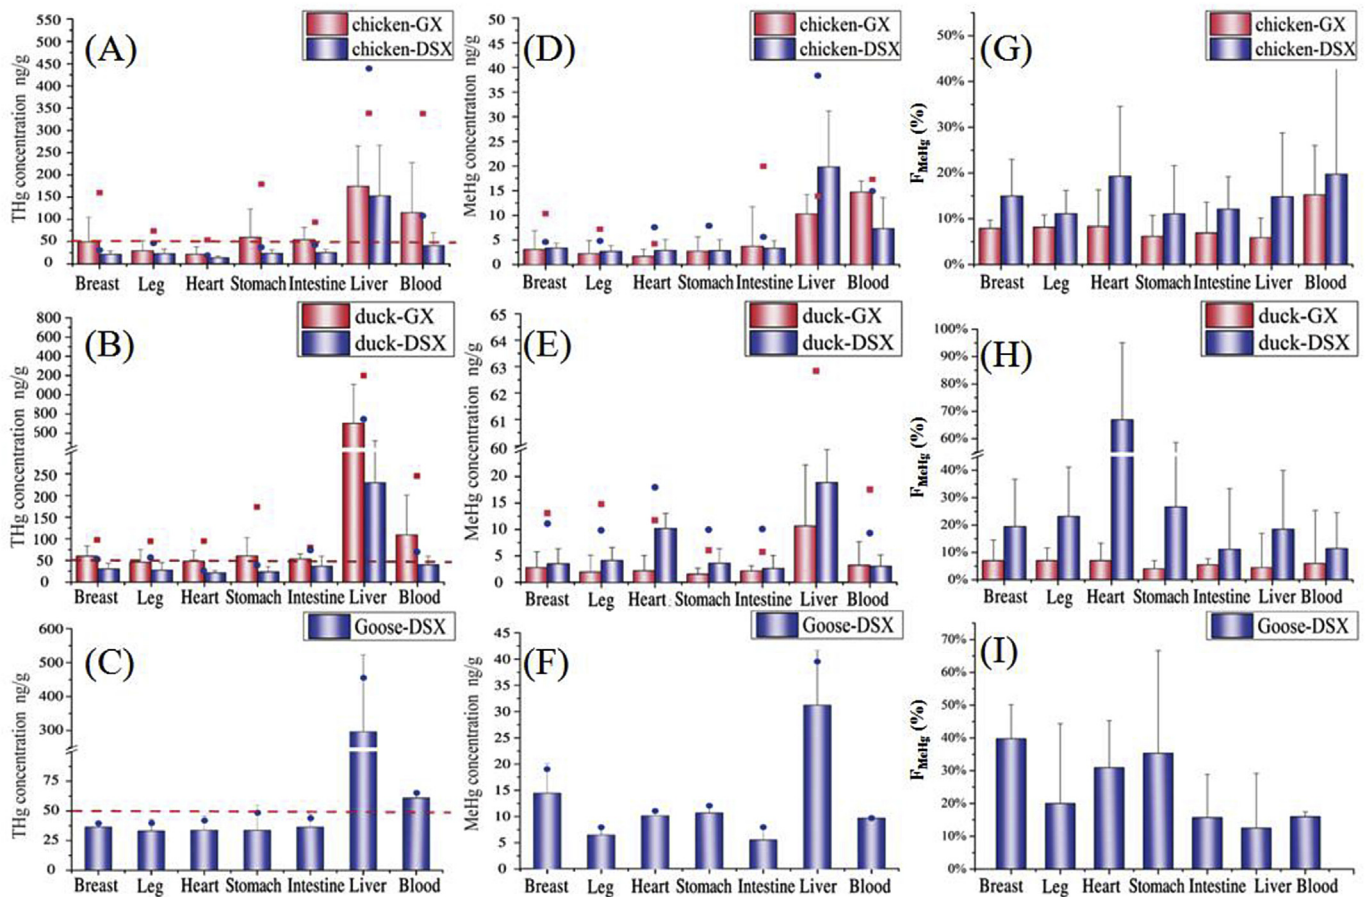 (A)
chicken-GX
chicken-DSX
THg concentration ng/g
550
500
450
400
350
300
250
200
150
100
50
0
Breast Leg Heart Stomach Intestine Liver Blood
(D)
chicken-GX
chicken-DSX
MeHg concentration ng/g
50
45
40
35
30
25
20
15
10
5
0
Breast Leg Heart Stomach Intestine Liver Blood
(G)
chicken-GX
chicken-DSX
FMeHg (%)
50%
30%
20%
10%
0%
Breast Leg Heart Stomach Intestine Liver Blood
(B)
duck-GX
duck-DSX
THg concentration ng/g
800
600
200
000
800
250
200
150
100
50
0
Breast Leg Heart Stomach Intestine Liver Blood
(E)
duck-GX
duck-DSX
MeHg concentration ng/g
65
64
63
62
61
60
20
15
10
5
0
Breast Leg Heart Stomach Intestine Liver Blood
(H)
duck-GX
duck-DSX
FMeHg (%)
100%
90%
80%
70%
60%
40%
30%
20%
10%
0%
Breast Leg Heart Stomach Intestine Liver Blood
(C)
Goose-DSX
THg concentration ng/g
600
500
400
300
75
50
25
0
Breast Leg Heart Stomach Intestine Liver Blood
(F)
Goose-DSX
MeHg concentration ng/g
45
40
35
30
25
20
15
10
5
0
Breast Leg Heart Stomach Intestine Liver Blood
(I)
Goose-DSX
FMeHg (%)
70%
60%
50%
40%
30%
20%
10%
0%
Breast Leg Heart Stomach Intestine Liver Blood